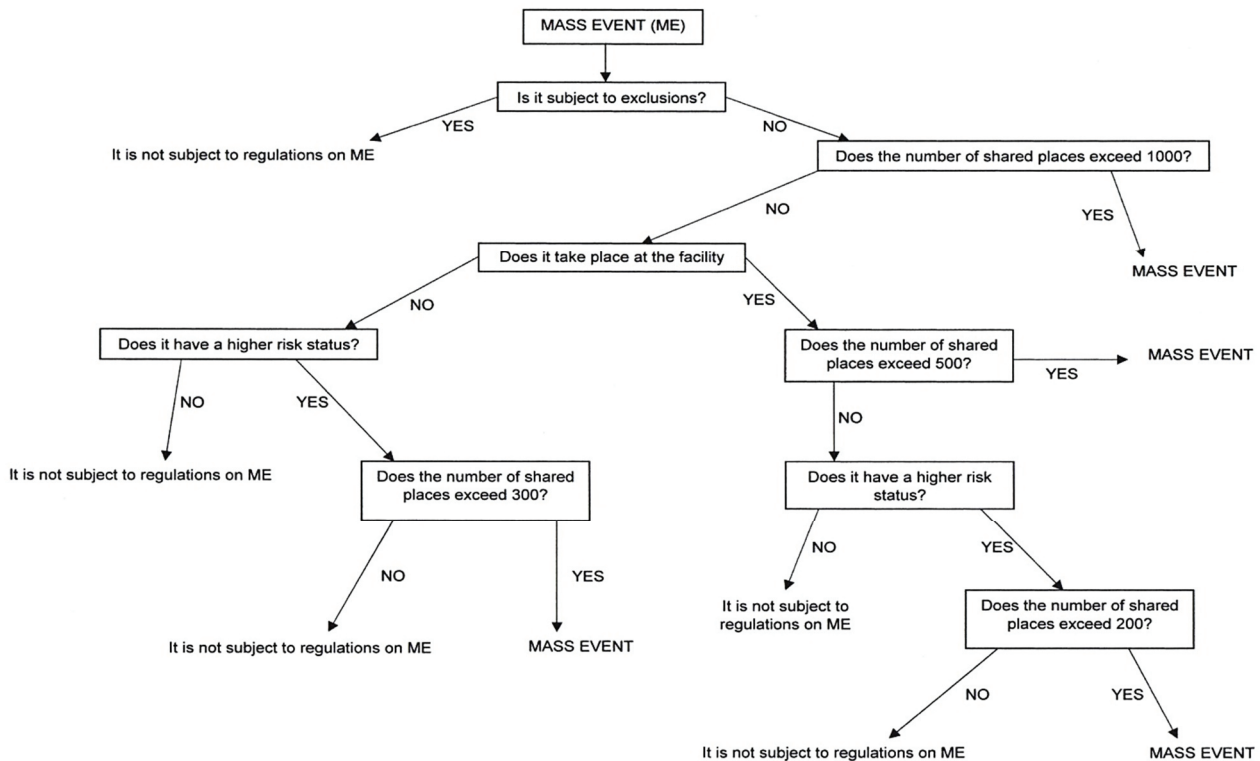 MASS EVENT (ME)
Is it subject to exclusions?
YES
NO
It is not subject to regulations on ME
Does the number of shared places exceed 1000?
NO
YES
Does it take place at the facility
MASS EVENT
NO
YES
Does it have a higher risk status?
Does the number of shared
places exceed 500?
YES
MASS EVENT
NO
YES
NO
It is not subject to regulations on ME
Does the number of shared
places exceed 300?
Does it have a higher risk
status?
NO
YES
NO
YES
It is not subject to regulations on ME
MASS EVENT
It is not subject to
regulations on ME
Does the number of shared
places exceed 200?
NO
YES
It is not subject to regulations on ME
MASS EVENT